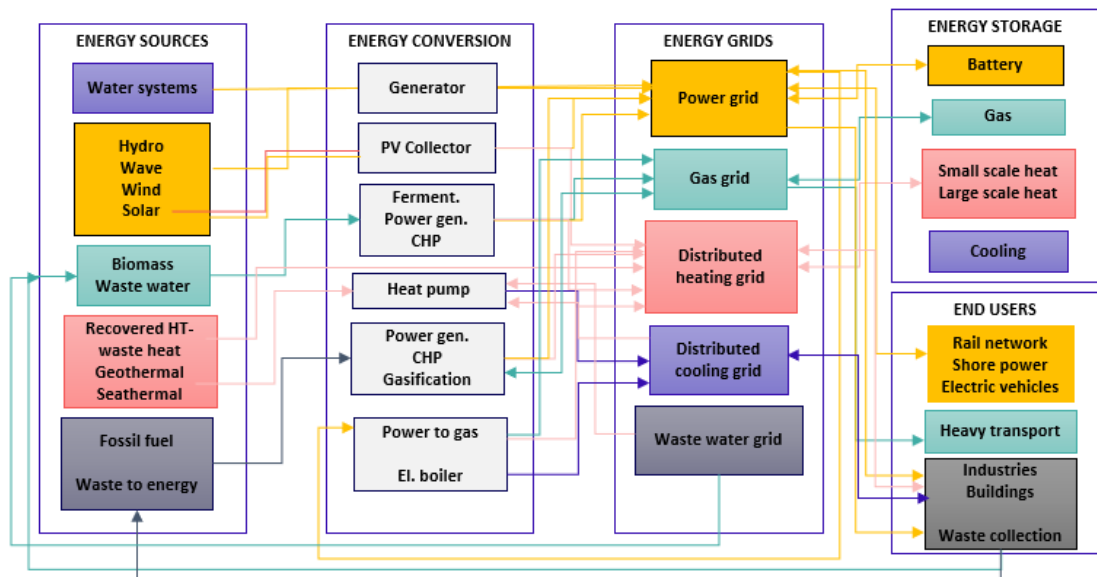 ENERGY SOURCES
Water systems
Hydro
Wave
Wind
Solar
Biomass
Waste water
Recovered HT-
waste heat
Geothermal
Seathermal
Fossil fuel
Waste to energy
ENERGY CONVERSION
Generator
PV Collector
Ferment.
Power gen.
CHP
Heat pump
Power gen.
CHP
Gasification
Power to gas
El. boiler
ENERGY GRIDS
Power grid
Gas grid
Distributed
heating grid
Distributed
cooling grid
Waste water grid
ENERGY STORAGE
Battery
Gas
Small scale heat
Large scale heat
Cooling
END USERS
Rail network
Shore power
Electric vehicles
Heavy transport
Industries
Buildings
Waste collection